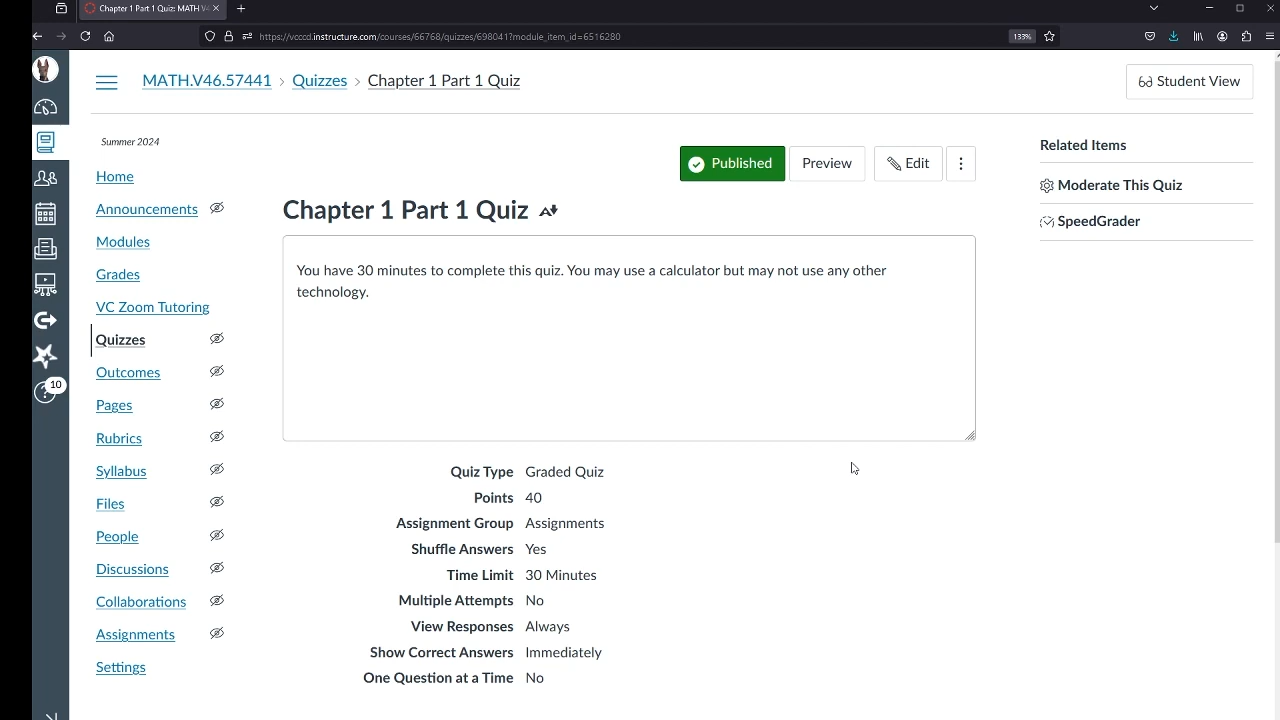 Chapter 1 Part 1 Quiz: MATH V4
https://vcccd.instructure.com/courses/66768/quizzes/698041?module_item_id=6516280
133%
MATH.V46.57441 > Quizzes > Chapter 1 Part 1 Quiz
Student View
Summer 2024
Home
Announcements
Modules
Grades
VC Zoom Tutoring
Quizzes
Outcomes
Pages
Rubrics
Syllabus
Files
People
Discussions
Collaborations
Assignments
Settings
10
Published
Preview
Edit
Chapter 1 Part 1 Quiz
You have 30 minutes to complete this quiz. You may use a calculator but may not use any other
technology.
Quiz Type Graded Quiz
Points 40
Assignment Group Assignments
Shuffle Answers Yes
Time Limit 30 Minutes
Multiple Attempts No
View Responses Always
Show Correct Answers Immediately
One Question at a Time No
Related Items
Moderate This Quiz
SpeedGrader